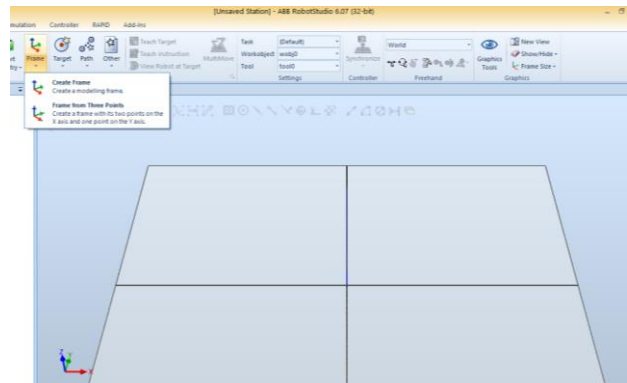 [Unsaved Station] - ABB RobotStudio 6.07 (32-bit)
Controller RAPID Add-Ins
Frame Target Path Other
Teach Target
Teach Instruction
View Robot at Target
MultiMove
Task (Default)
Workobject wobj0
Tool tool0
Settings
Synchronize
Controller
World
Freehand
Graphics Tools
New View
Show/Hide
Frame Size
Graphics
Create Frame
Create a modelling frame.
Frame from Three Points
Create a frame with its two points on the
X axis and one point on the Y axis.
Z
Y
X